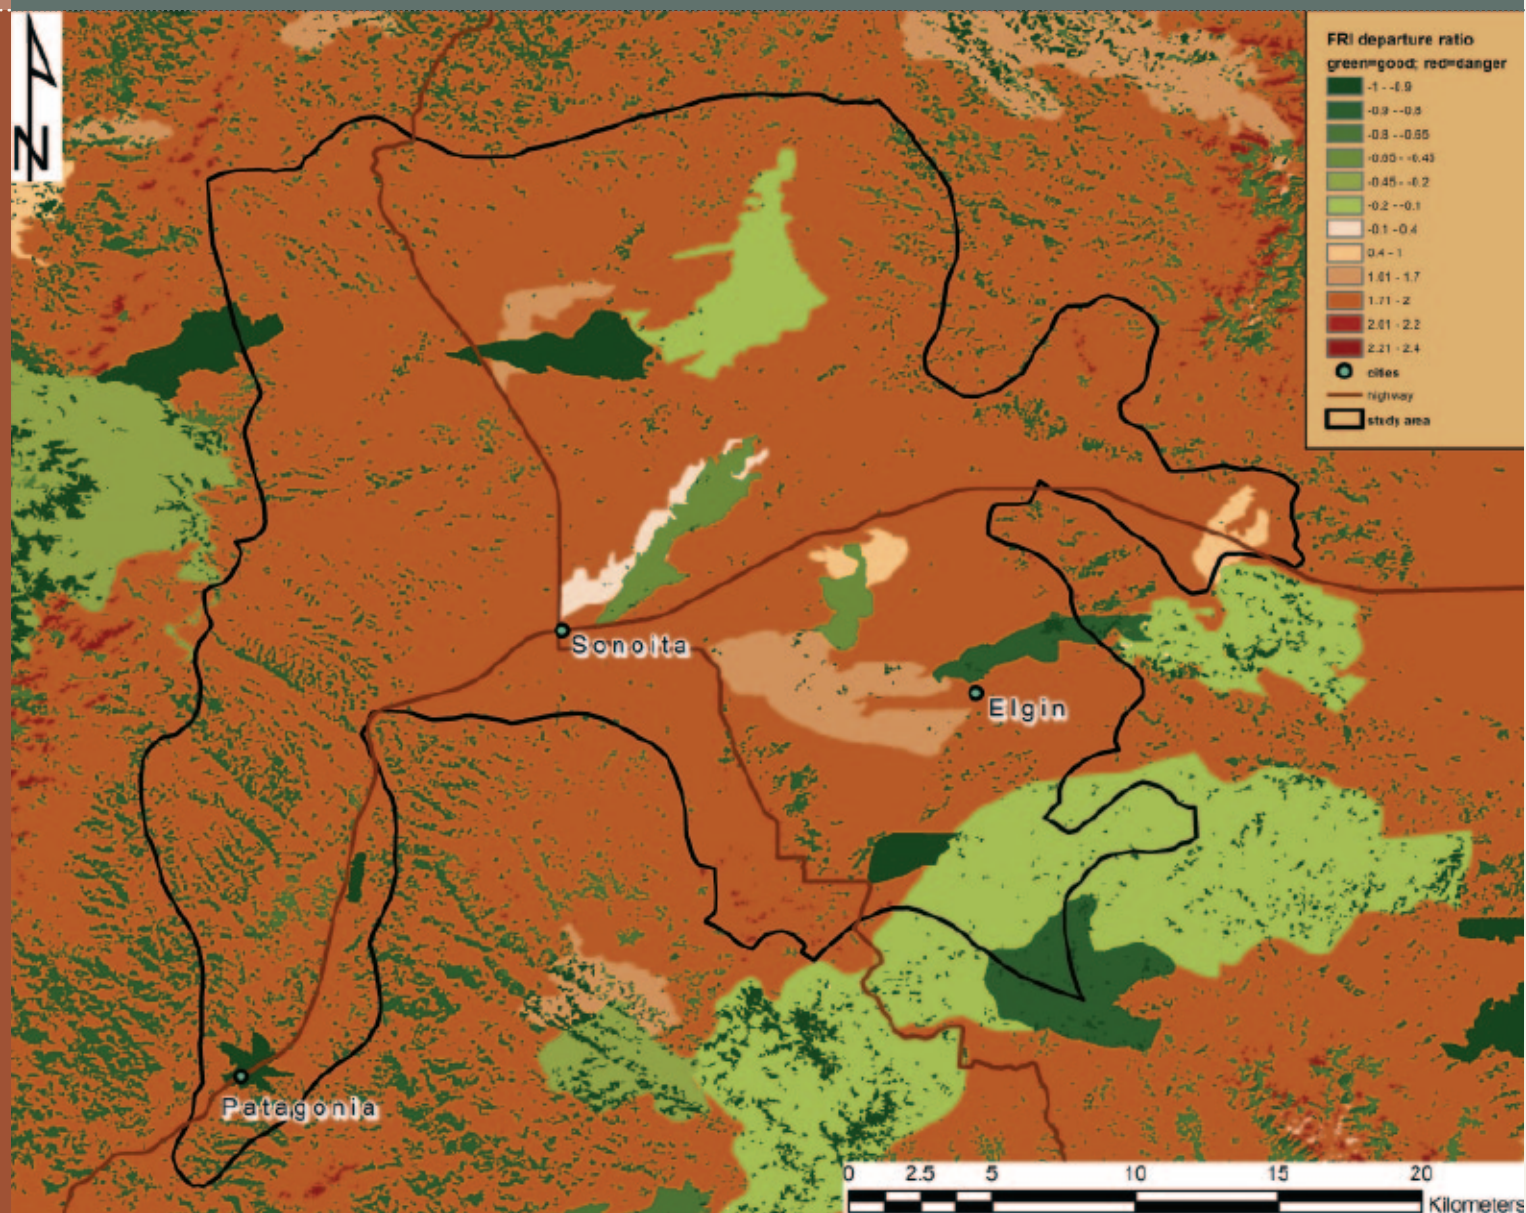 N
FRI departure ratio
green=good; red=danger
-1 - -0.9
-0.9 - -0.8
-0.8 - -0.65
-0.65 - -0.45
-0.45 - -0.2
-0.2 - -0.1
-0.1 - 0.4
0.4 - 1
1.01 - 1.7
1.71 - 2
2.01 - 2.2
2.21 - 2.4
cities
highway
study area
Sonoita
Elgin
Patagonia
0 2.5 5 10 15 20
Kilometers